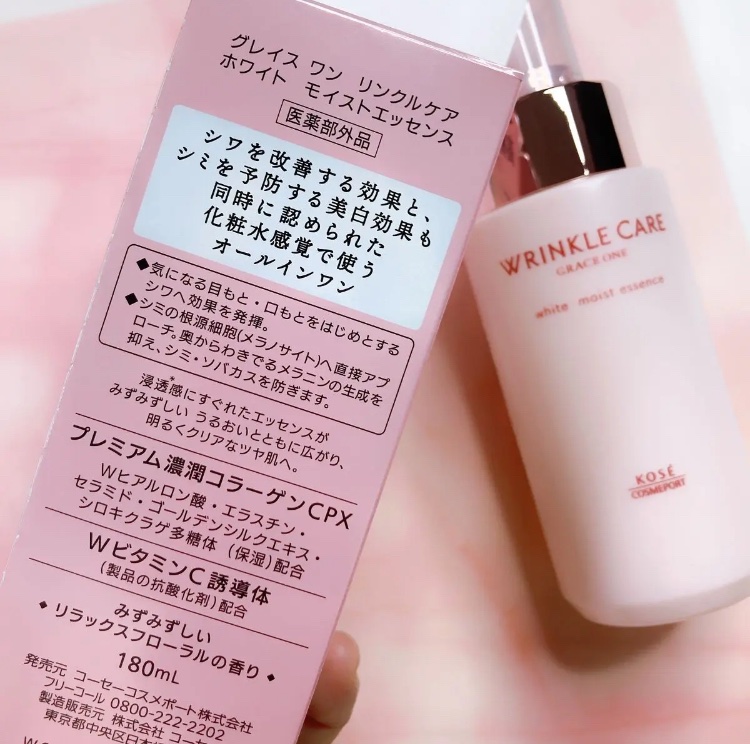 グレイス ワン リンクルケア
ホワイト モイストエッセンス
医薬部外品
シワを改善する効果と、
シミを予防する美白効果も
同時に認められた
化粧水感覚で使う
オールインワン
◆気になる目もと・口もとをはじめとする
シワへ効果を発揮。
◆シミの根源細胞(メラノサイト)へ直接アプ
ローチ。奥からわきでるメラニンの生成を
抑え、シミ・ソバカスを防ぎます。
浸透感*にすぐれたエッセンスが
みずみずしい うるおいとともに広がり、
明るくクリアなツヤ肌へ。
プレミアム濃潤コラーゲンCPX
Wヒアルロン酸・エラスチン・
セラミド・ゴールデンシルクエキス・
シロキクラゲ多糖体 (保湿)配合
WビタミンC誘導体
(製品の抗酸化剤)配合
みずみずしい
◆リラックスフローラルの香り◆
180mL
発売元 コーセーコスメポート株式会社
フリーコール 0800-222-2202
製造販売元 株式会社 コーセー
東京都中央区日本
WRINKLE CARE
GRACE ONE
white moist essence
KOSÉ
COSMEPORT